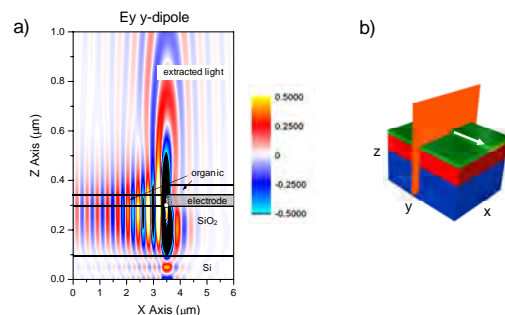 Ey y-dipole
a)
b)
1.0
0.8
0.6
0.4
0.2
0.0
Z Axis (μm)
extracted light
organic
electrode
SiO₂
Si
0 1 2 3 4 5 6
X Axis (μm)
0.5000
0.2500
0
-0.2500
-0.5000
z
y
x